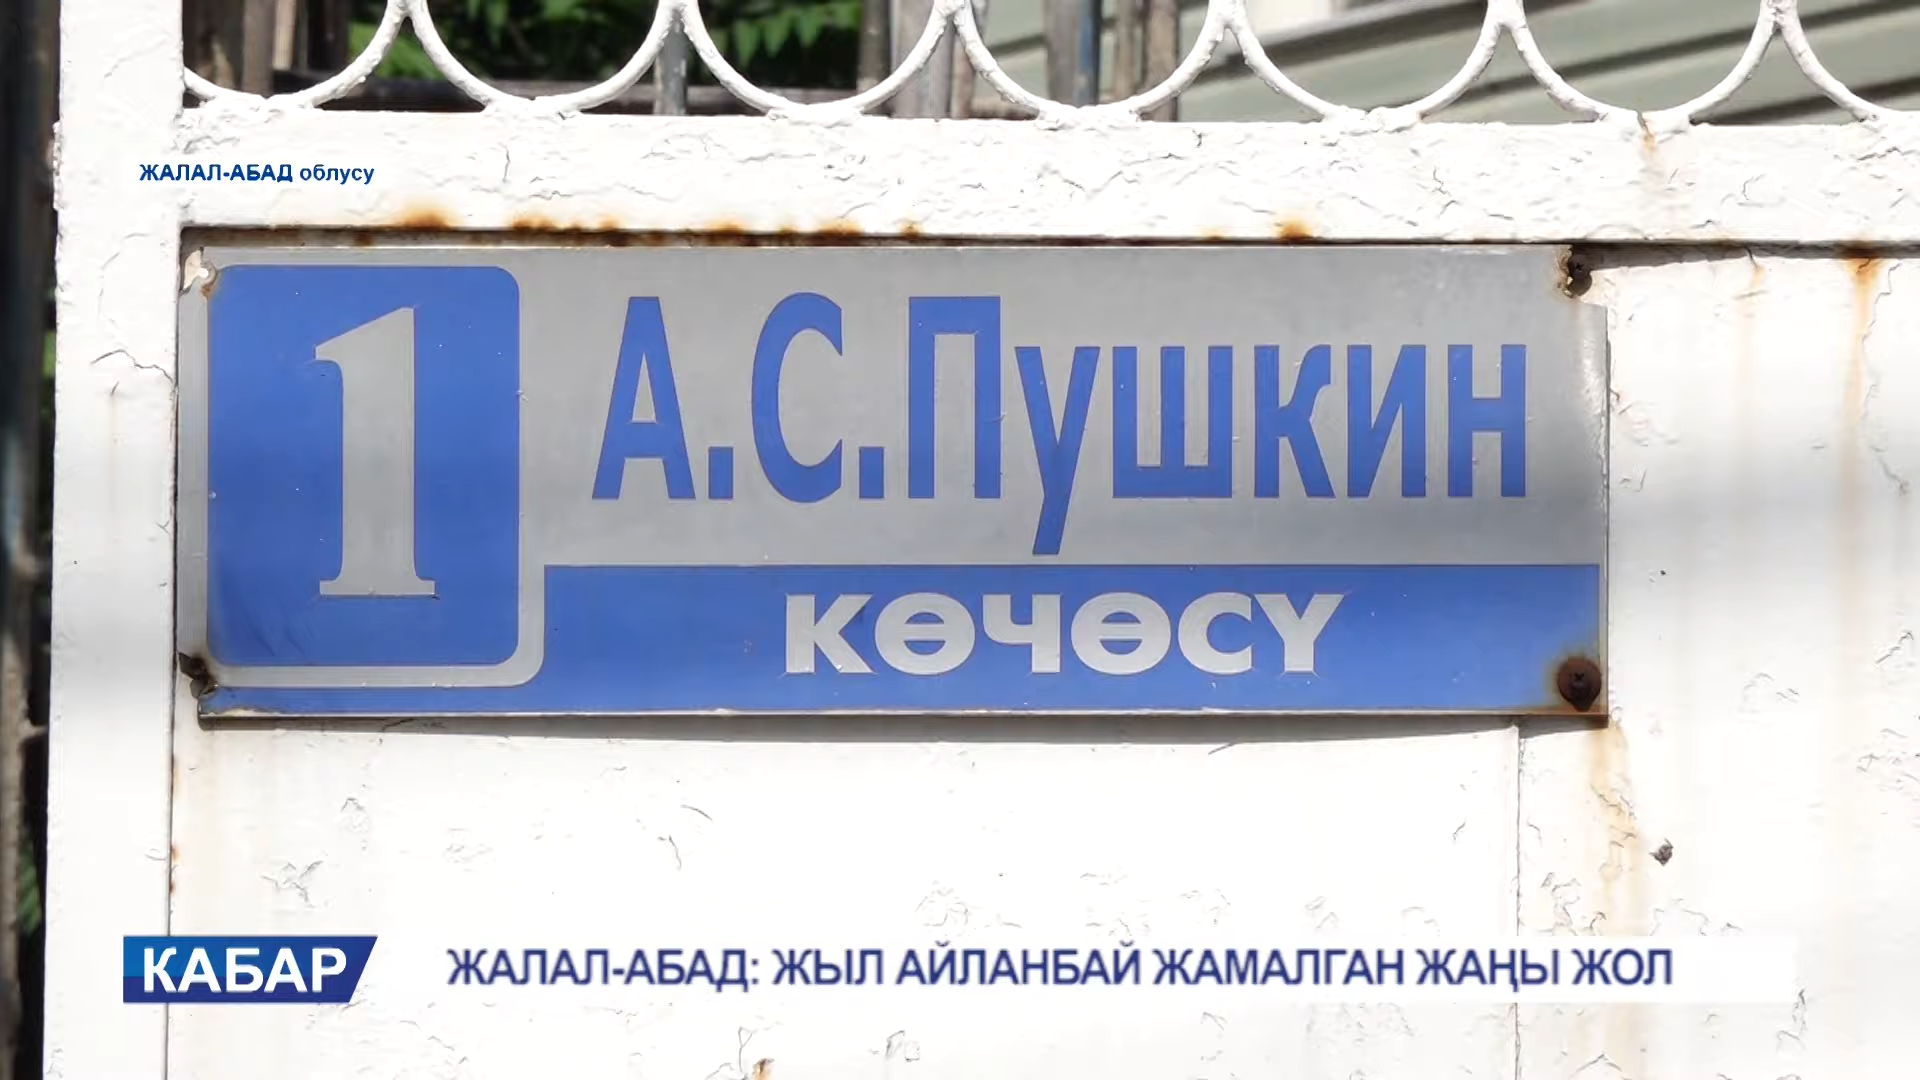 ЖАЛАЛ-АБАД облусу
1
А.С.Пушкин
көчөсү
КАБАР
ЖАЛАЛ-АБАД: ЖЫЛ АЙЛАНБАЙ ЖАМАЛГАН ЖАҢЫ ЖОЛ